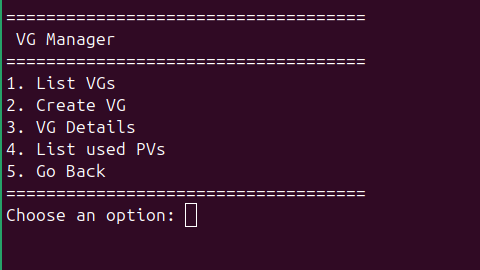 ====================================
 VG Manager
====================================
1. List VGs
2. Create VG
3. VG Details
4. List used PVs
5. Go Back
====================================
Choose an option: